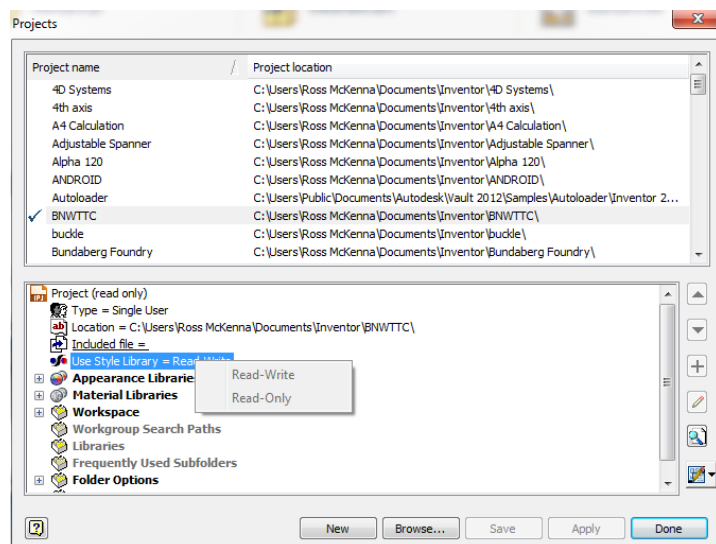 Projects
Project name / Project location
4D Systems C:\Users\Ross McKenna\Documents\Inventor\4D Systems\
4th axis C:\Users\Ross McKenna\Documents\Inventor\4th axis\
A4 Calculation C:\Users\Ross McKenna\Documents\Inventor\A4 Calculation\
Adjustable Spanner C:\Users\Ross McKenna\Documents\Inventor\Adjustable Spanner\
Alpha 120 C:\Users\Ross McKenna\Documents\Inventor\Alpha 120\
ANDROID C:\Users\Ross McKenna\Documents\Inventor\ANDROID\
Autoloader C:\Users\Public\Documents\Autodesk\Vault 2012\Samples\Autoloader\Inventor 2...
BNWTTC C:\Users\Ross McKenna\Documents\Inventor\BNWTTC\
buckle C:\Users\Ross McKenna\Documents\Inventor\buckle\
Bundaberg Foundry C:\Users\Ross McKenna\Documents\Inventor\Bundaberg Foundry\
IPJ Project (read only)
Type = Single User
ab Location = C:\Users\Ross McKenna\Documents\Inventor\BNWTTC\
Included file =
Use Style Library = Read-Write
Read-Write
Read-Only
Appearance Librarie
Material Libraries
Workspace
Workgroup Search Paths
Libraries
Frequently Used Subfolders
Folder Options
New Browse... Save Apply Done